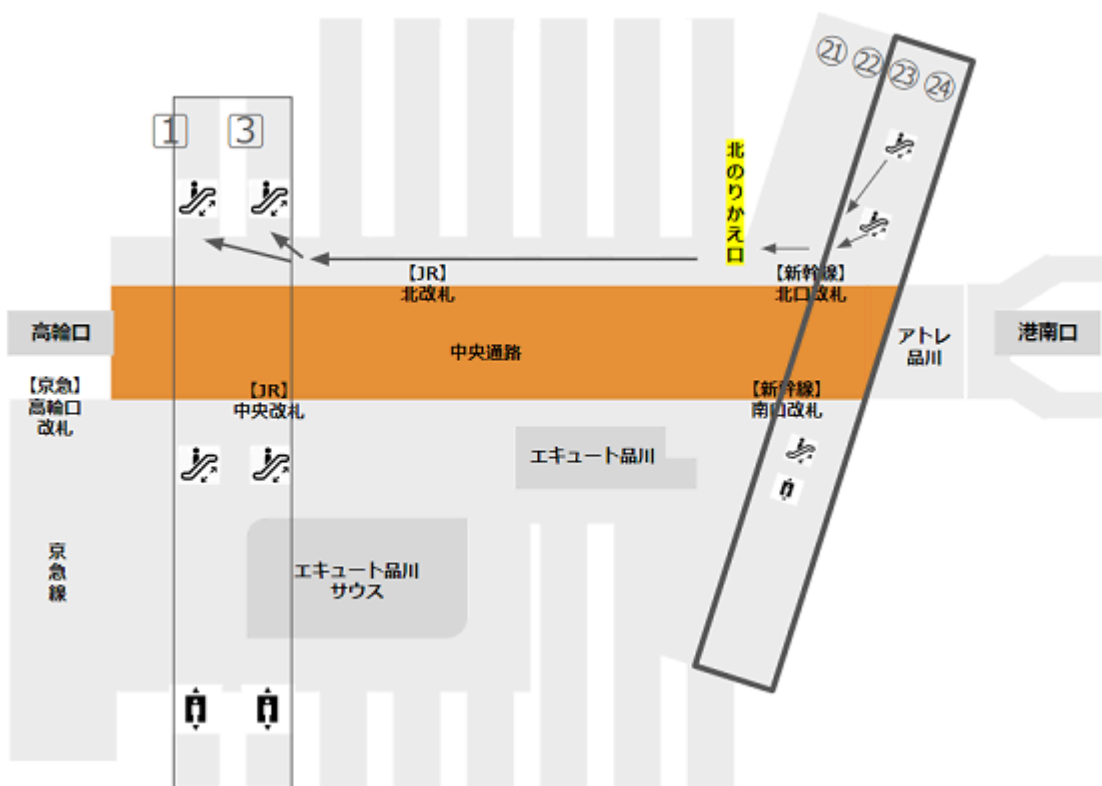 ㉑ ㉒ ㉓ ㉔
1 3
北のりかえ口
【JR】
北改札
【新幹線】
北口改札
高輪口
中央通路
アトレ
品川
港南口
【京急】
高輪口
改札
【JR】
中央改札
【新幹線】
南口改札
エキュート品川
エキュート品川
サウス
京急線